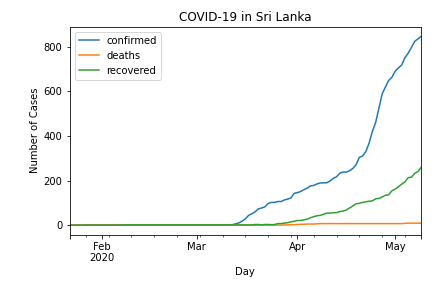 COVID-19 in Sri Lanka
confirmed
deaths
recovered
Number of Cases
800
600
400
200
0
Feb
2020
Mar
Apr
May
Day